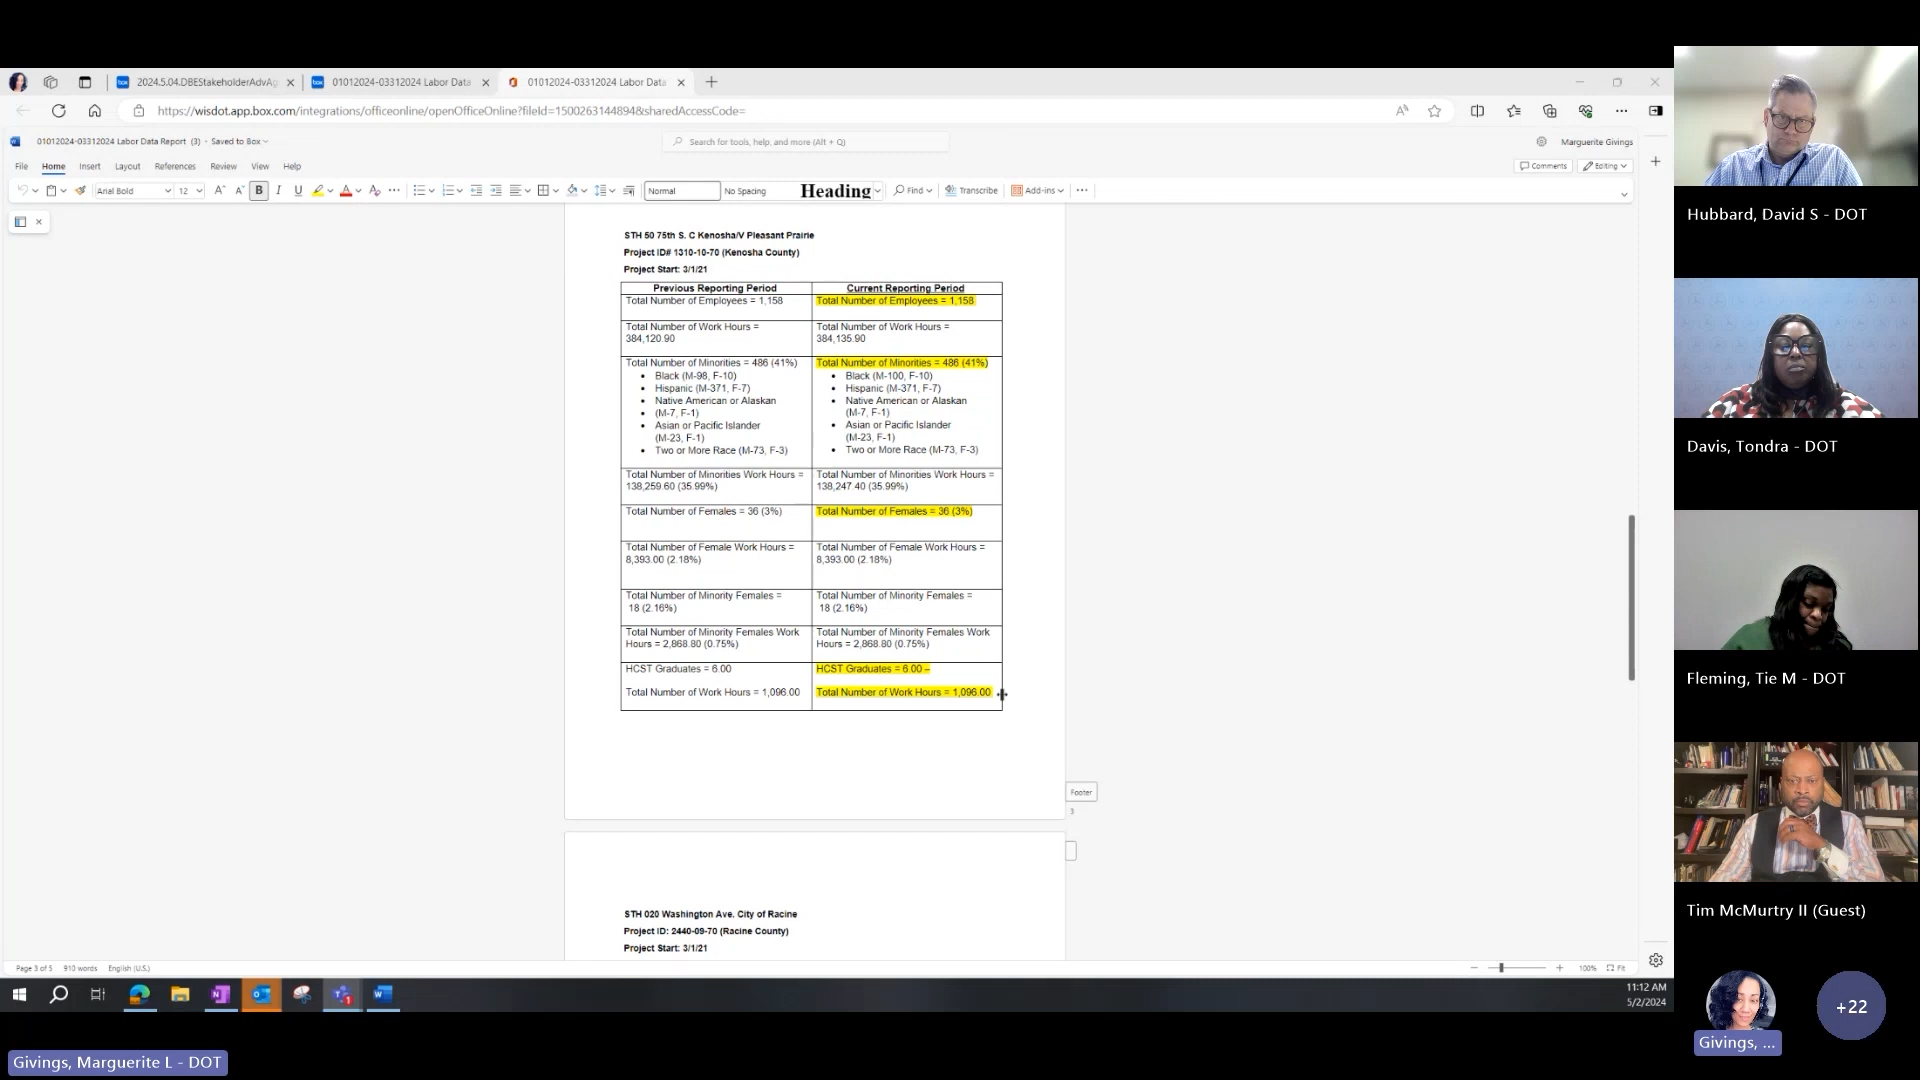 2024.5.04.DBEStakeholderAdvAg
01012024-03312024 Labor Data
01012024-03312024 Labor Data
https://wisdot.app.box.com/integrations/officeonline/openOfficeOnline?fileId=1500263144894&sharedAccessCode=
01012024-03312024 Labor Data Report (3) - Saved to Box
Search for tools, help, and more (Alt + Q)
Marguerite Givings
File Home Insert Layout References Review View Help
Comments
Editing
Arial Bold 12
B I U
Normal No Spacing Heading
Find
Transcribe
Add-ins
STH 50 75th S. C Kenosha/V Pleasant Prairie
Project ID# 1310-10-70 (Kenosha County)
Project Start: 3/1/21
Previous Reporting Period
Current Reporting Period
Total Number of Employees = 1,158
Total Number of Employees = 1,158
Total Number of Work Hours =
384,120.90
Total Number of Work Hours =
384,135.90
Total Number of Minorities = 486 (41%)
• Black (M-98, F-10)
• Hispanic (M-371, F-7)
• Native American or Alaskan
• (M-7, F-1)
• Asian or Pacific Islander
(M-23, F-1)
• Two or More Race (M-73, F-3)
Total Number of Minorities = 486 (41%)
• Black (M-100, F-10)
• Hispanic (M-371, F-7)
• Native American or Alaskan
(M-7, F-1)
• Asian or Pacific Islander
(M-23, F-1)
• Two or More Race (M-73, F-3)
Total Number of Minorities Work Hours =
138,259.60 (35.99%)
Total Number of Minorities Work Hours =
138,247.40 (35.99%)
Total Number of Females = 36 (3%)
Total Number of Females = 36 (3%)
Total Number of Female Work Hours =
8,393.00 (2.18%)
Total Number of Female Work Hours =
8,393.00 (2.18%)
Total Number of Minority Females =
18 (2.16%)
Total Number of Minority Females =
18 (2.16%)
Total Number of Minority Females Work
Hours = 2,868.80 (0.75%)
Total Number of Minority Females Work
Hours = 2,868.80 (0.75%)
HCST Graduates = 6.00
Total Number of Work Hours = 1,096.00
HCST Graduates = 6.00 –
Total Number of Work Hours = 1,096.00
Footer
3
STH 020 Washington Ave. City of Racine
Project ID: 2440-09-70 (Racine County)
Project Start: 3/1/21
Page 3 of 5 910 words English (U.S.)
100% Fit
11:12 AM
5/2/2024
Hubbard, David S - DOT
Davis, Tondra - DOT
Fleming, Tie M - DOT
Tim McMurtry II (Guest)
+22
Givings, ...
Givings, Marguerite L - DOT